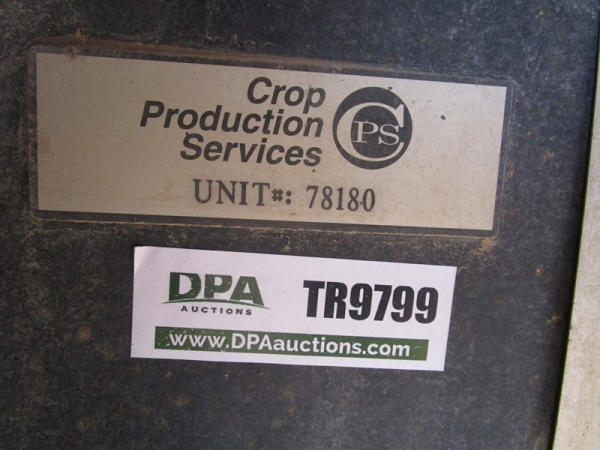 Crop
Production
Services
CPS
UNIT#: 78180
DPA
AUCTIONS
TR9799
www.DPAauctions.com